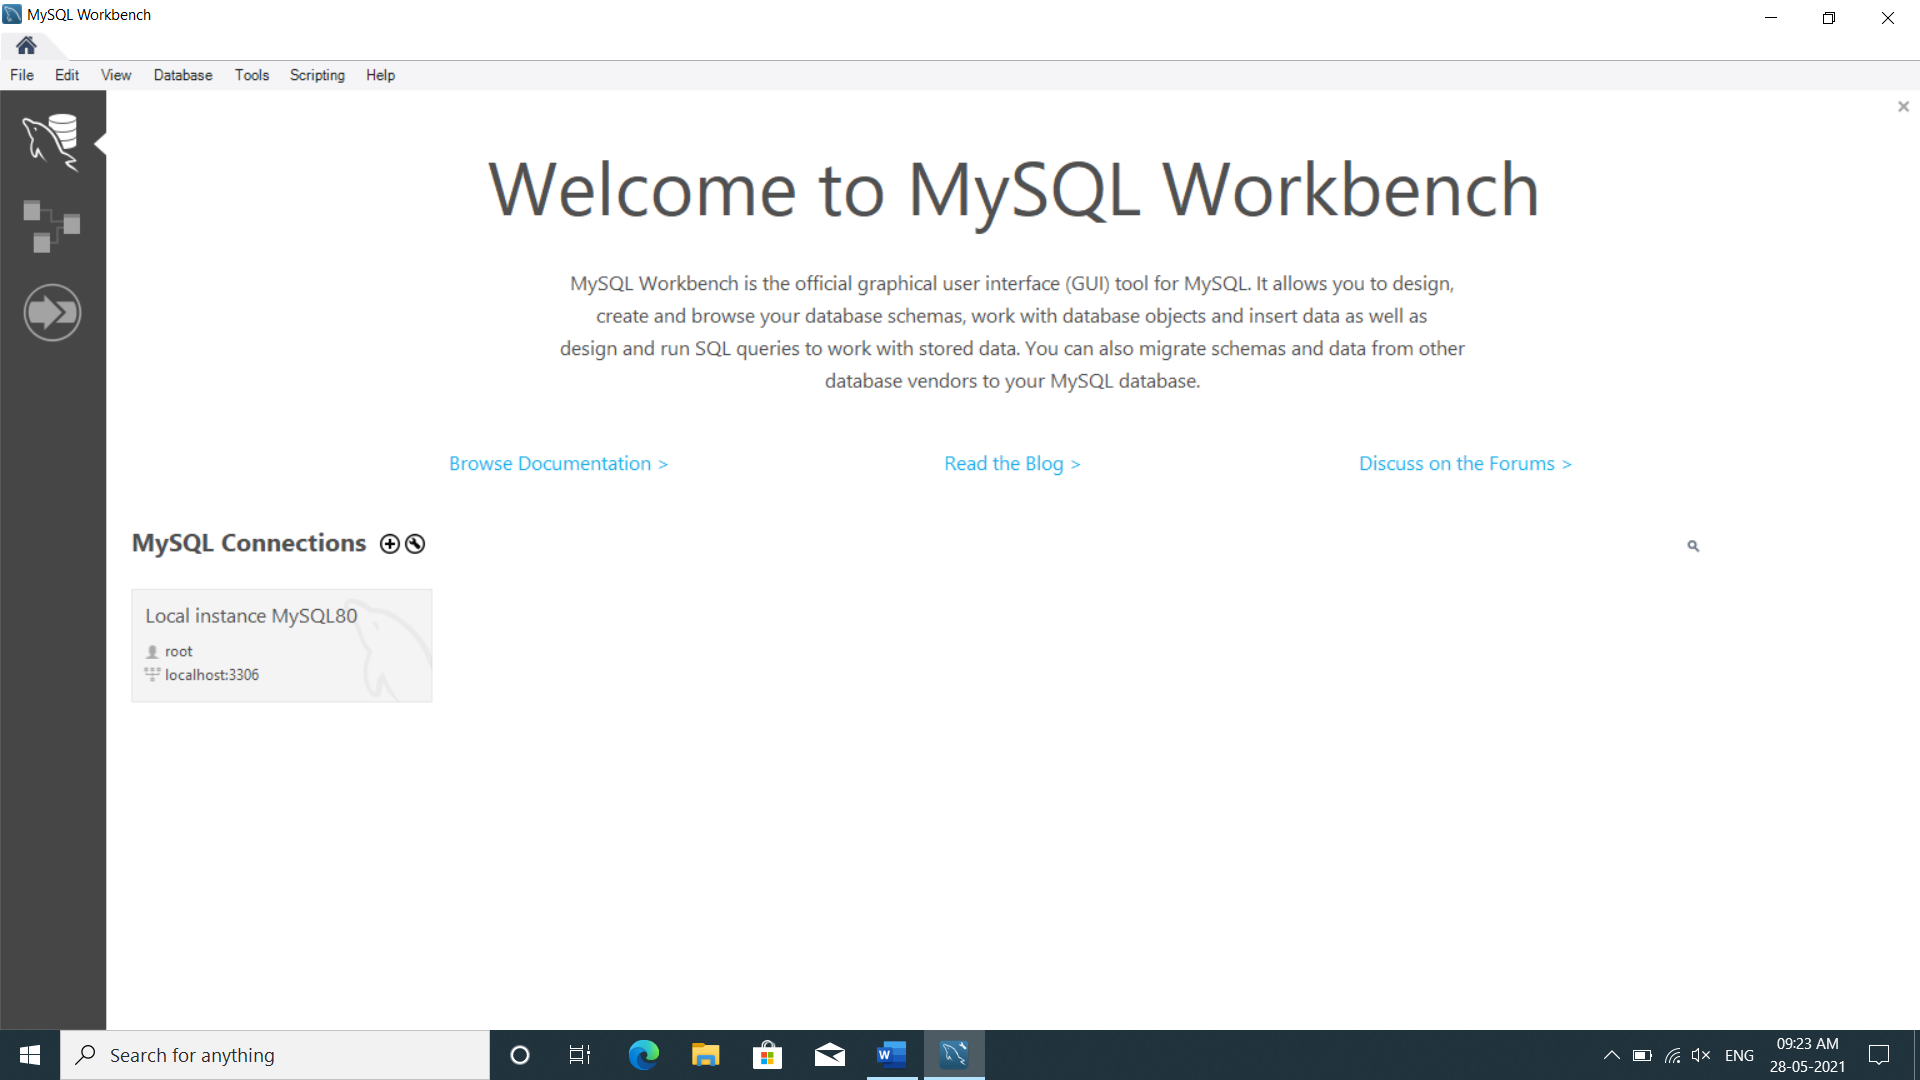 MySQL Workbench
File Edit View Database Tools Scripting Help
Welcome to MySQL Workbench
MySQL Workbench is the official graphical user interface (GUI) tool for MySQL. It allows you to design,
create and browse your database schemas, work with database objects and insert data as well as
design and run SQL queries to work with stored data. You can also migrate schemas and data from other
database vendors to your MySQL database.
Browse Documentation > Read the Blog > Discuss on the Forums >
MySQL Connections
Local instance MySQL80
root
localhost:3306
Search for anything
W
ENG
09:23 AM
28-05-2021